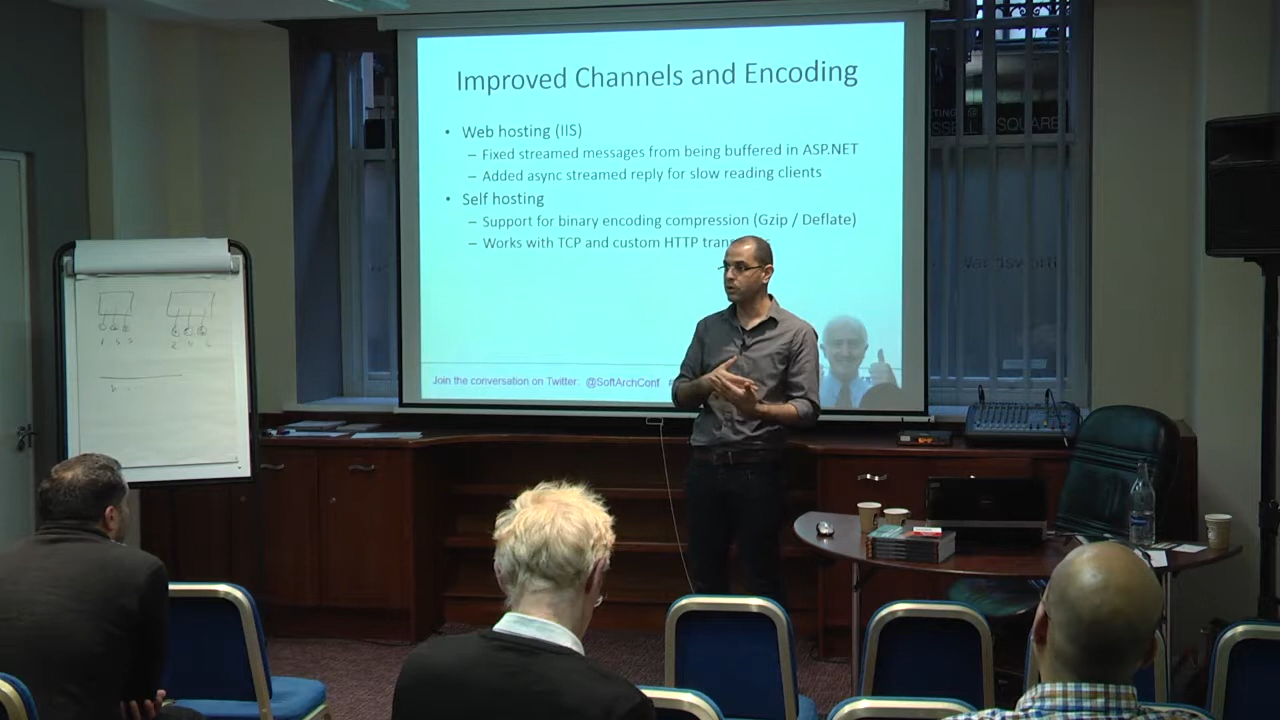 Improved Channels and Encoding
• Web hosting (IIS)
– Fixed streamed messages from being buffered in ASP.NET
– Added async streamed reply for slow reading clients
• Self hosting
– Support for binary encoding compression (Gzip / Deflate)
– Works with TCP and custom HTTP
Join the conversation on Twitter: @SoftArchConf
SQUARE